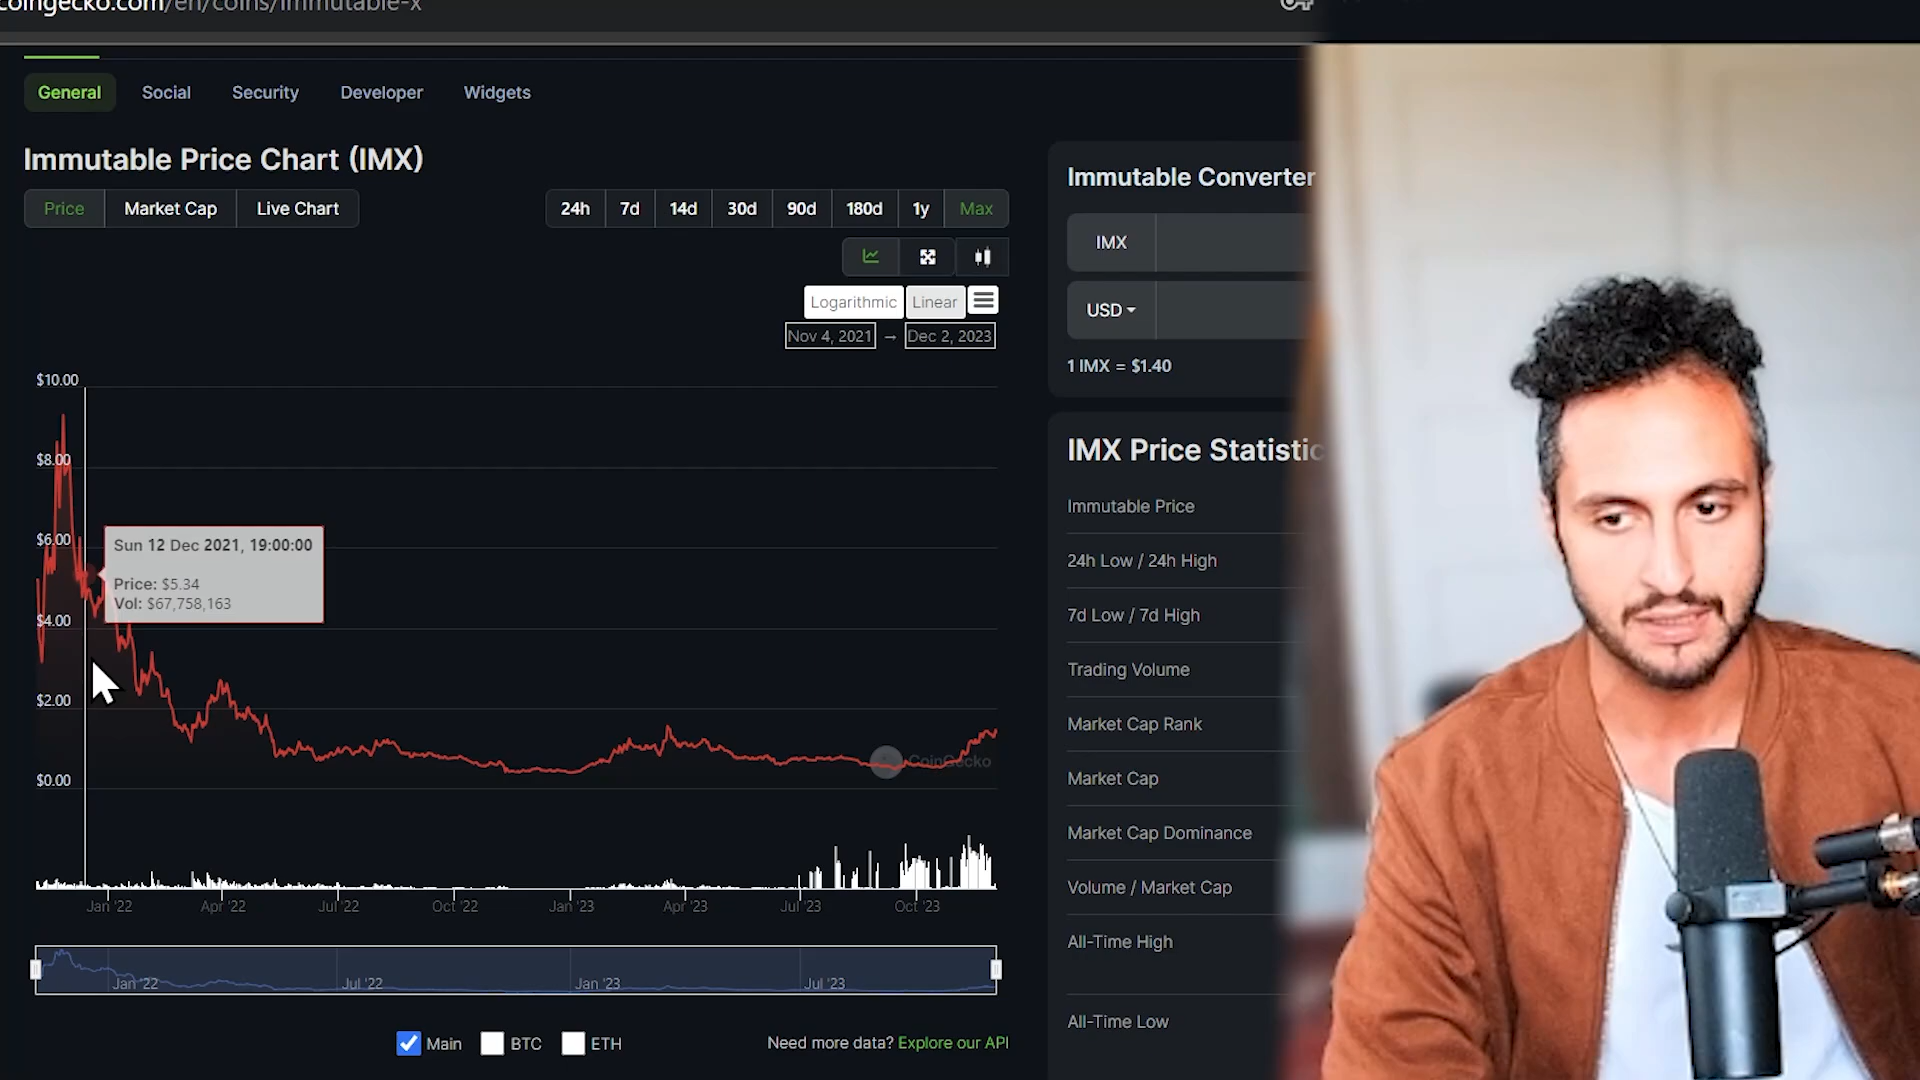 coingecko.com/en/coins/immutable-x
General Social Security Developer Widgets
Immutable Price Chart (IMX)
Price Market Cap Live Chart
24h 7d 14d 30d 90d 180d 1y Max
Logarithmic Linear
Nov 4, 2021 → Dec 2, 2023
$10.00
$8.00
$6.00
$4.00
$2.00
$0.00
Sun 12 Dec 2021, 19:00:00
Price: $5.34
Vol: $67,758,163
CoinGecko
Jan '22 Apr '22 Jul '22 Oct '22 Jan '23 Apr '23 Jul '23 Oct '23
Jan '22 Jul '22 Jan '23 Jul '23
Main BTC ETH
Need more data? Explore our API
Immutable Converter
IMX
USD
1 IMX = $1.40
IMX Price Statistic
Immutable Price
24h Low / 24h High
7d Low / 7d High
Trading Volume
Market Cap Rank
Market Cap
Market Cap Dominance
Volume / Market Cap
All-Time High
All-Time Low